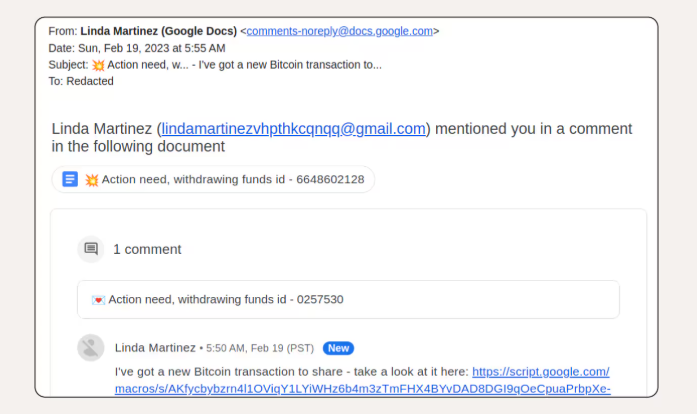 From: Linda Martinez (Google Docs) <comments-noreply@docs.google.com>
Date: Sun, Feb 19, 2023 at 5:55 AM
Subject: 💥 Action need, w... - I've got a new Bitcoin transaction to...
To: Redacted
Linda Martinez (lindamartinezvhpthkcqnqq@gmail.com) mentioned you in a comment
in the following document
💥 Action need, withdrawing funds id - 6648602128
1 comment
💌 Action need, withdrawing funds id - 0257530
Linda Martinez • 5:50 AM, Feb 19 (PST) New
I've got a new Bitcoin transaction to share - take a look at it here: https://script.google.com/
macros/s/AKfycbybzrn4l1OViqY1LYiWHz6b4m3zTmFHX4BYvDAD8DGI9qOeCpuaPrbpXe-